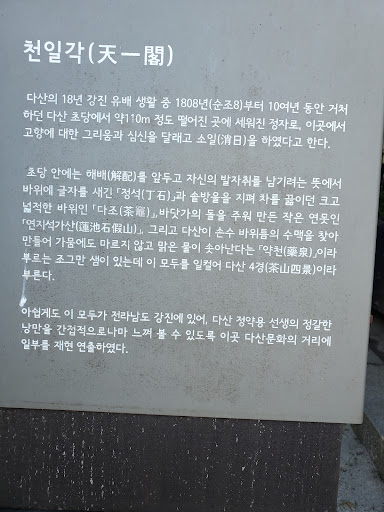 천일각(天一閣)
다산의 18년 강진 유배 생활 중 1808년(순조8)부터 10여년 동안 거처
하던 다산 초당에서 약110m 정도 떨어진 곳에 세워진 정자로, 이곳에서
고향에 대한 그리움과 심신을 달래고 소일(消日)을 하였다고 한다.
초당 안에는 해배(解配)를 앞두고 자신의 발자취를 남기려는 뜻에서
바위에 글자를 새긴 「정석(丁石)」과 솔방울을 지펴 차를 끓이던 크고
넓적한 바위인 「다조(茶竈)」, 바닷가의 돌을 주워 만든 작은 연못인
「연지석가산(蓮池石假山)」, 그리고 다산이 손수 바위틈의 수맥을 찾아
만들어 가뭄에도 마르지 않고 맑은 물이 솟아난다는 「약천(藥泉)」이라
부르는 조그만 샘이 있는데 이 모두를 일컬어 다산 4경(茶山四景)이라
부른다.
아쉽게도 이 모두가 전라남도 강진에 있어, 다산 정약용 선생의 정갈한
낭만을 간접적으로나마 느껴 볼 수 있도록 이곳 다산문화의 거리에
일부를 재현 연출하였다.